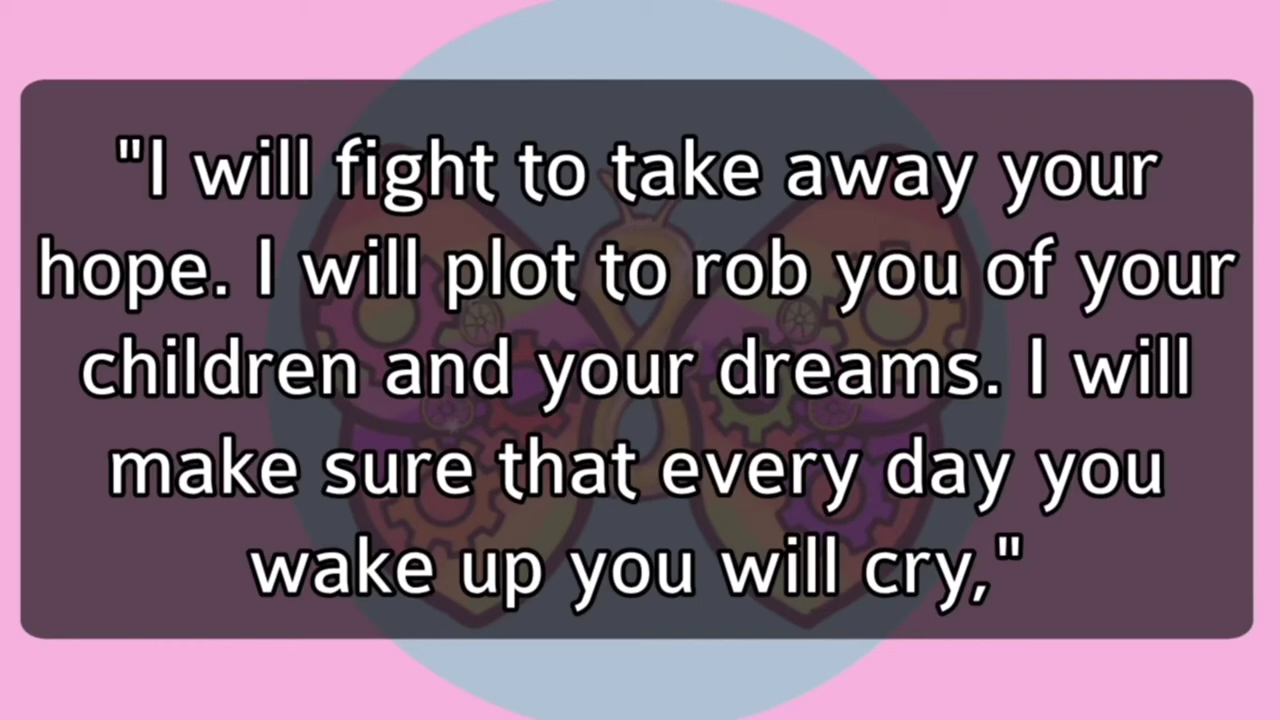 "I will fight to take away your
hope. I will plot to rob you of your
children and your dreams. I will
make sure that every day you
wake up you will cry,"